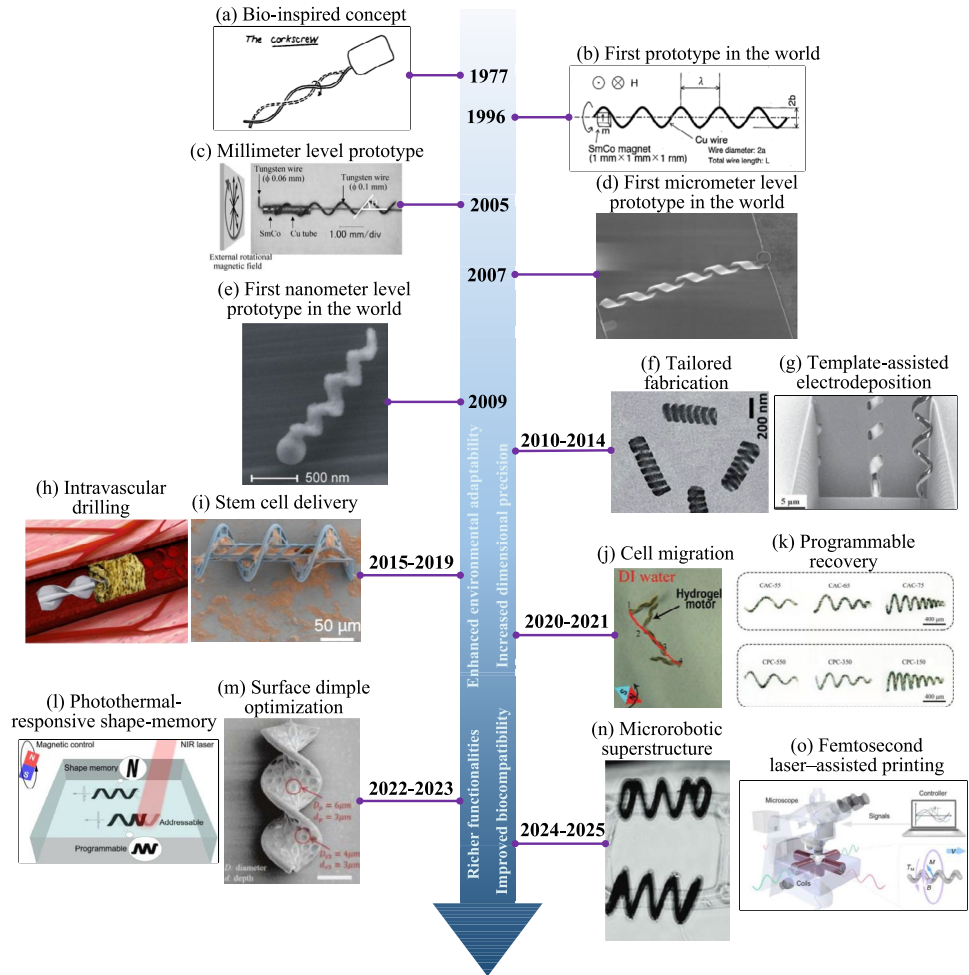 (a) Bio-inspired concept
The corkscrew
1977
(b) First prototype in the world
H
λ
2b
m
Cu wire
SmCo magnet
(1 mm×1 mm×1 mm)
Wire diameter: 2a
Total wire length: L
1996
(c) Millimeter level prototype
Tungsten wire
(ϕ 0.06 mm)
Tungsten wire
(ϕ 0.1 mm)
SmCo
Cu tube
1.00 mm/div
External rotational
magnetic field
2005
(d) First micrometer level
prototype in the world
2007
(e) First nanometer level
prototype in the world
500 nm
2009
(f) Tailored
fabrication
200 nm
(g) Template-assisted
electrodeposition
5 μm
2010-2014
Enhanced environmental adaptability
Increased dimensional precision
(h) Intravascular
drilling
(i) Stem cell delivery
50 μm
2015-2019
(j) Cell migration
DI water
Hydrogel
motor
1
2
3
4
S
N
(k) Programmable
recovery
CAC-55
CAC-65
CAC-75
400 μm
CPC-550
CPC-350
CPC-150
400 μm
2020-2021
(l) Photothermal-
responsive shape-memory
Magnetic control
NIR laser
N
S
Shape memory
N
Addressable
Programmable
(m) Surface dimple
optimization
D = 6μm
d = 3μm
= 4μm
= 3μm
D: diameter
d: depth
2022-2023
Richer functionalities
Improved biocompatibility
(n) Microrobotic
superstructure
(o) Femtosecond
laser–assisted printing
Microscope
Controller
Signals
Coils
V
M
B
2024-2025